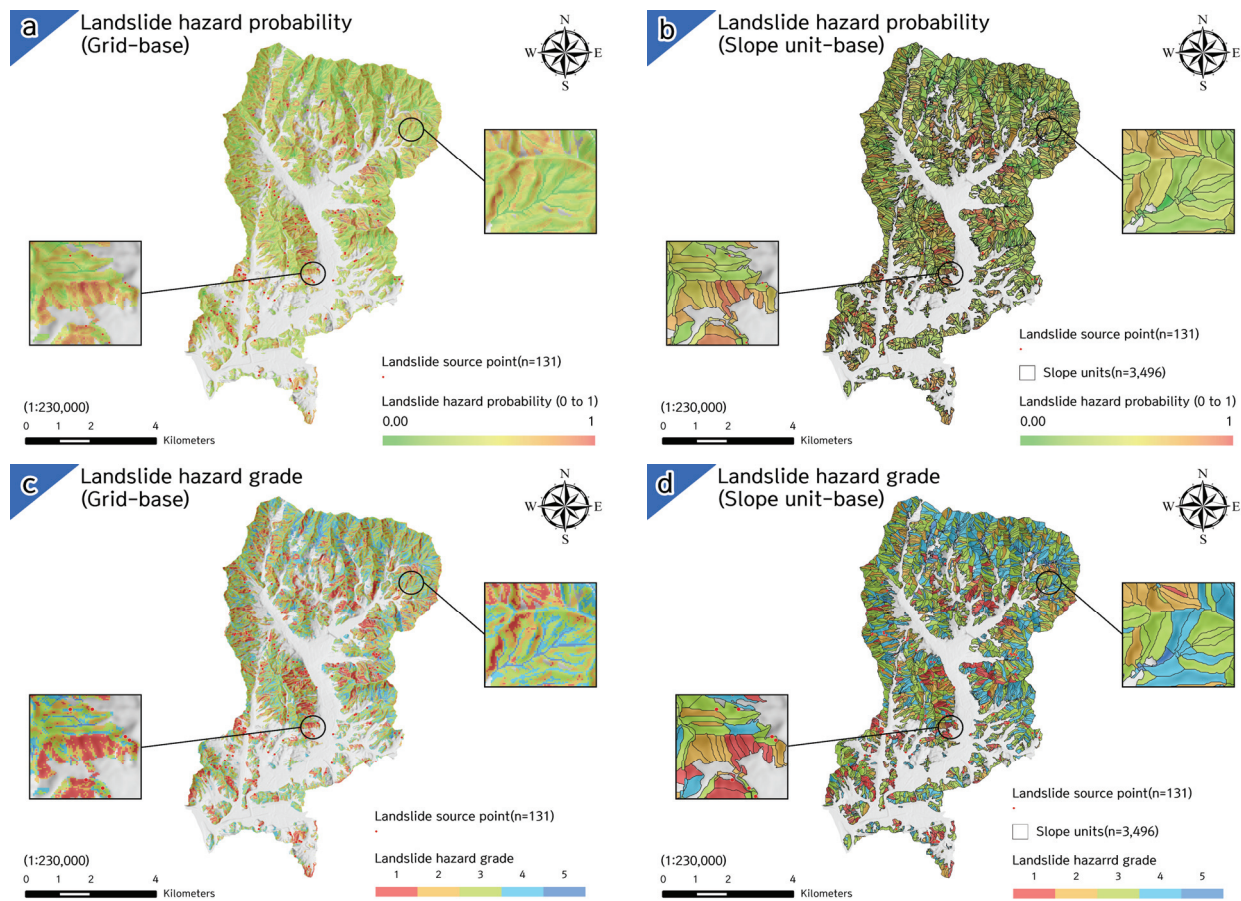 a
Landslide hazard probability
(Grid-base)
N
W
E
S
Landslide source point(n=131)
Landslide hazard probability (0 to 1)
0.00
1
(1:230,000)
0 1 2 4
Kilometers
b
Landslide hazard probability
(Slope unit-base)
N
W
E
S
Landslide source point(n=131)
Slope units(n=3,496)
Landslide hazard probability (0 to 1)
0.00
1
(1:230,000)
0 1 2 4
Kilometers
c
Landslide hazard grade
(Grid-base)
N
W
E
S
Landslide source point(n=131)
Landslide hazard grade
1 2 3 4 5
(1:230,000)
0 1 2 4
Kilometers
d
Landslide hazard grade
(Slope unit-base)
N
W
E
S
Landslide source point(n=131)
Slope units(n=3,496)
Landslide hazarrd grade
1 2 3 4 5
(1:230,000)
0 1 2 4
Kilometers